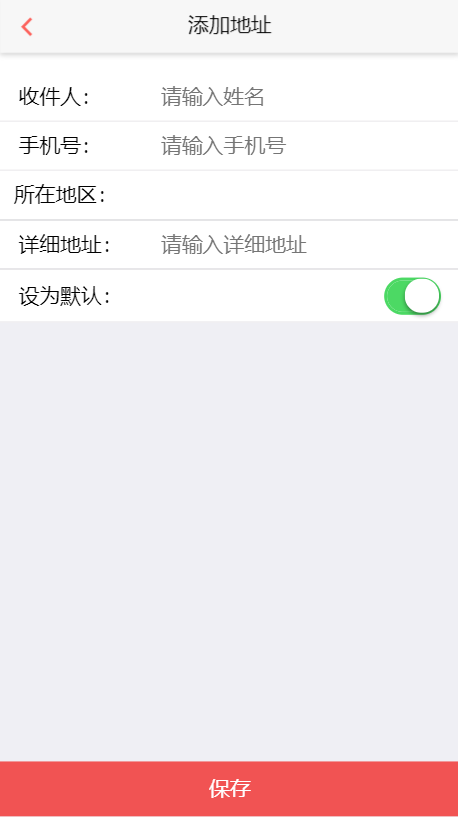 添加地址
收件人： 请输入姓名
手机号： 请输入手机号
所在地区：
详细地址： 请输入详细地址
设为默认：
保存